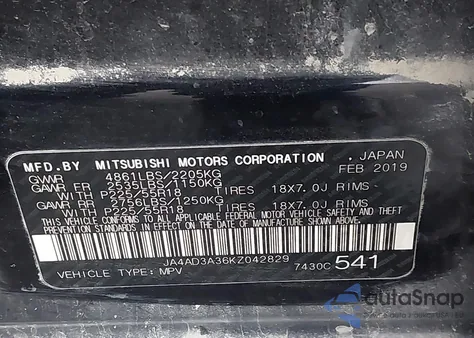 MFD.BY MITSUBISHI MOTORS CORPORATION , JAPAN
GVWR 4861LBS/2205KG FEB 2019
GAWR FR 2535LBS/1150KG
WITH P225/55R18 TIRES 18X7.0J RIMS
GAWR RR 2756LBS/1250KG
WITH P225/55R18 TIRES 18X7.0J RIMS
THIS VEHICLE CONFORMS TO ALL APPLICABLE FEDERAL
MOTOR VEHICLE SAFETY STANDARDS IN
EFFECT ON THE DATE OF MANUFACTURE SHOWN ABOVE.
JA4AD3A36KZ042829
VEHICLE TYPE: MPV 7430C 541
autoSnap